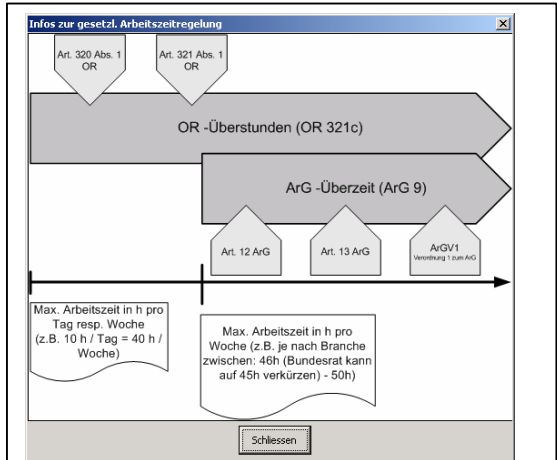 Infos zur gesetzl. Arbeitszeitregelung
Art. 320 Abs. 1
OR
Art. 321 Abs. 1
OR
OR -Überstunden (OR 321c)
ArG -Überzeit (ArG 9)
Art. 12 ArG
Art. 13 ArG
ArGV1
Verordnung 1 zum ArG
Max. Arbeitszeit in h pro
Tag resp. Woche
(z.B. 10 h / Tag = 40 h /
Woche)
Max. Arbeitszeit in h pro
Woche (z.B. je nach Branche
zwischen: 46h (Bundesrat kann
auf 45h verkürzen) - 50h)
Schliessen